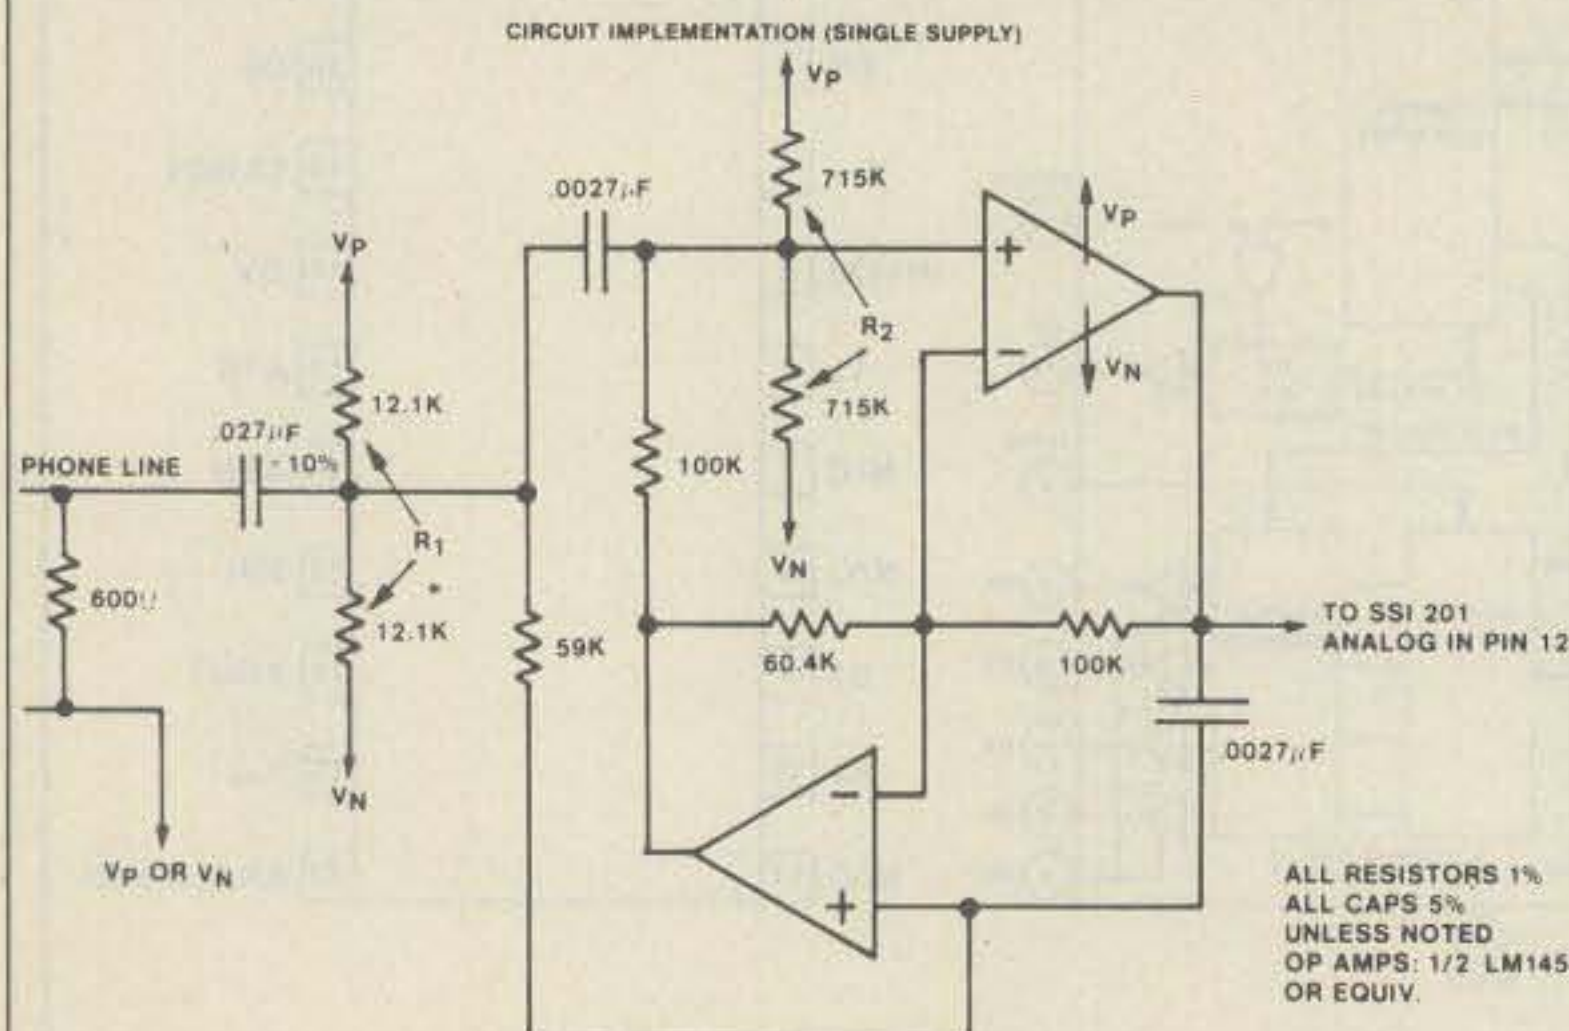 CIRCUIT IMPLEMENTATION (SINGLE SUPPLY)
VP
715K
.0027µF
VP
VP
12.1K
R2
.027µF
- 10%
PHONE LINE
100K
715K
VN
R1
VN
600Ω
12.1K
59K
60.4K
100K
TO SSI 201
ANALOG IN PIN 12
VN
.0027µF
VP OR VN
ALL RESISTORS 1%
ALL CAPS 5%
UNLESS NOTED
OP AMPS: 1/2 LM145
OR EQUIV.